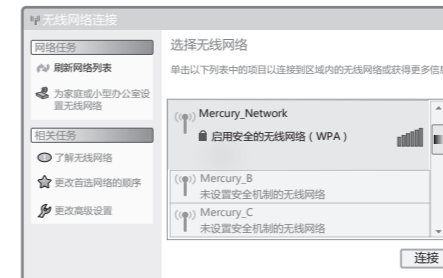 无线网络连接
网络任务
刷新网络列表
为家庭或小型办公室设
置无线网络
相关任务
了解无线网络
更改首选网络的顺序
更改高级设置
选择无线网络
单击以下列表中的项目以连接到区域内的无线网络或获得更多信息
Mercury_Network
启用安全的无线网络（WPA）
Mercury_B
未设置安全机制的无线网络
Mercury_C
未设置安全机制的无线网络
连接